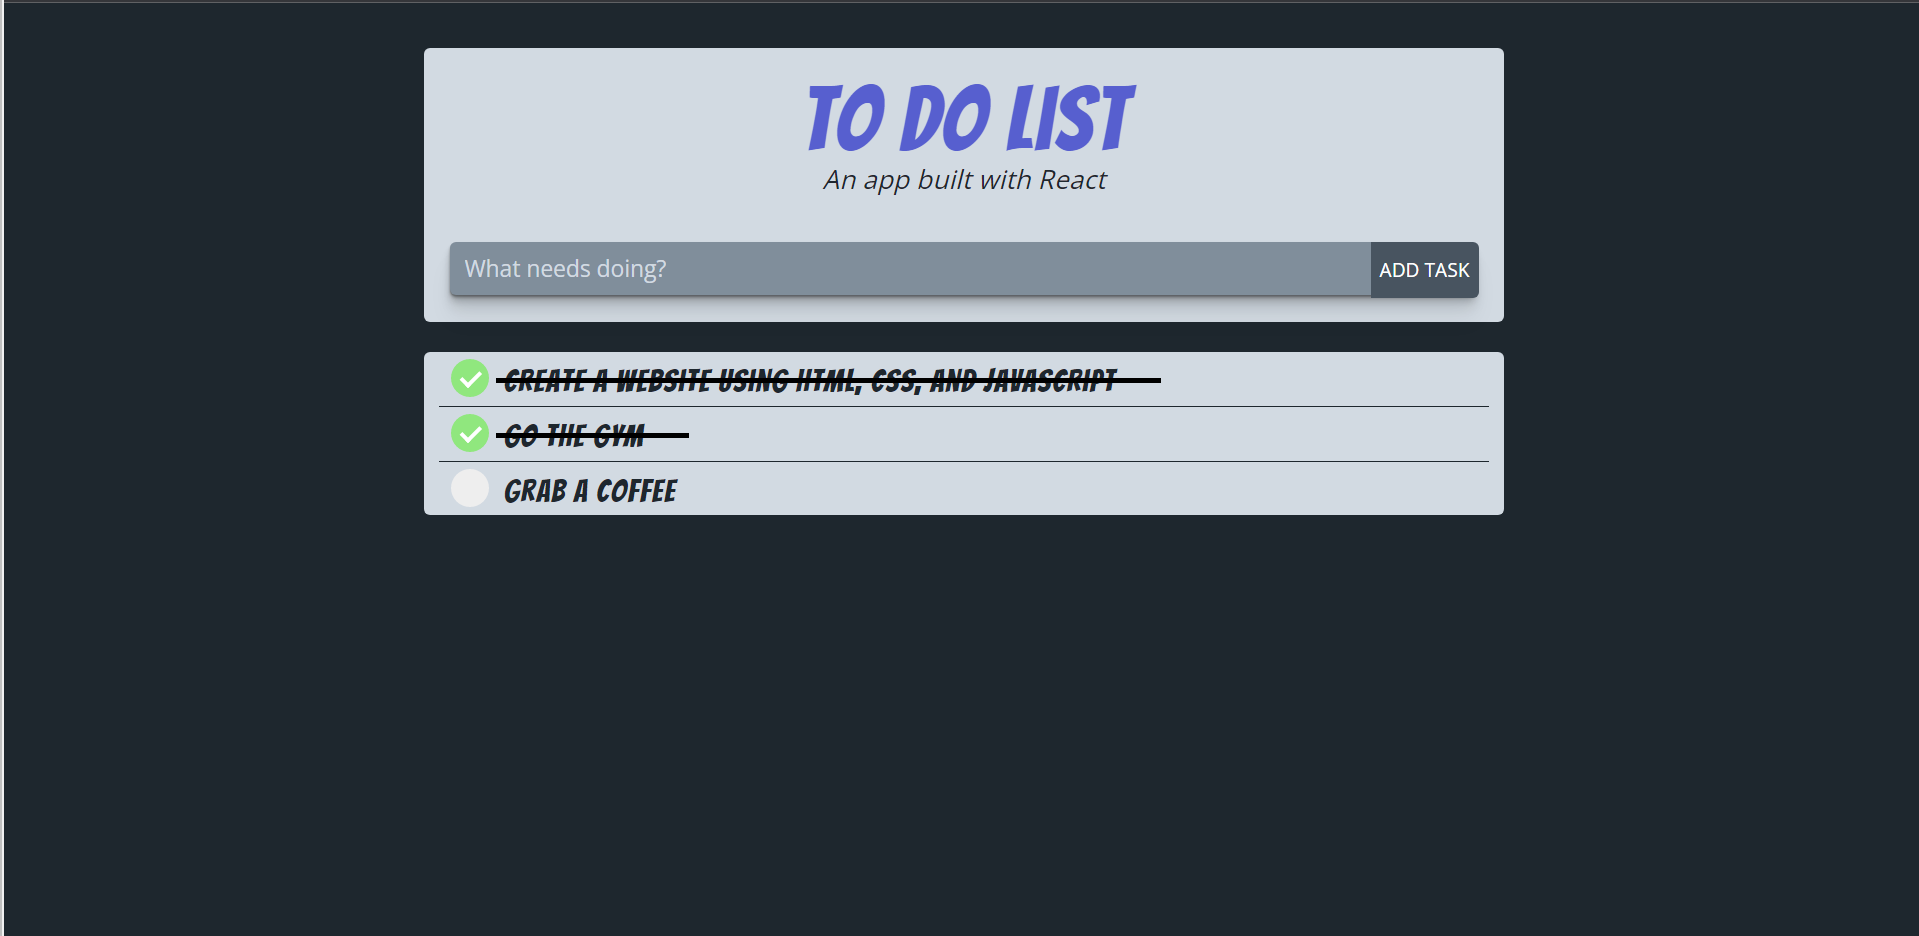 TO DO LIST
An app built with React
What needs doing?
ADD TASK
CREATE A WEBSITE USING HTML, CSS, AND JAVASCRIPT
GO THE GYM
GRAB A COFFEE